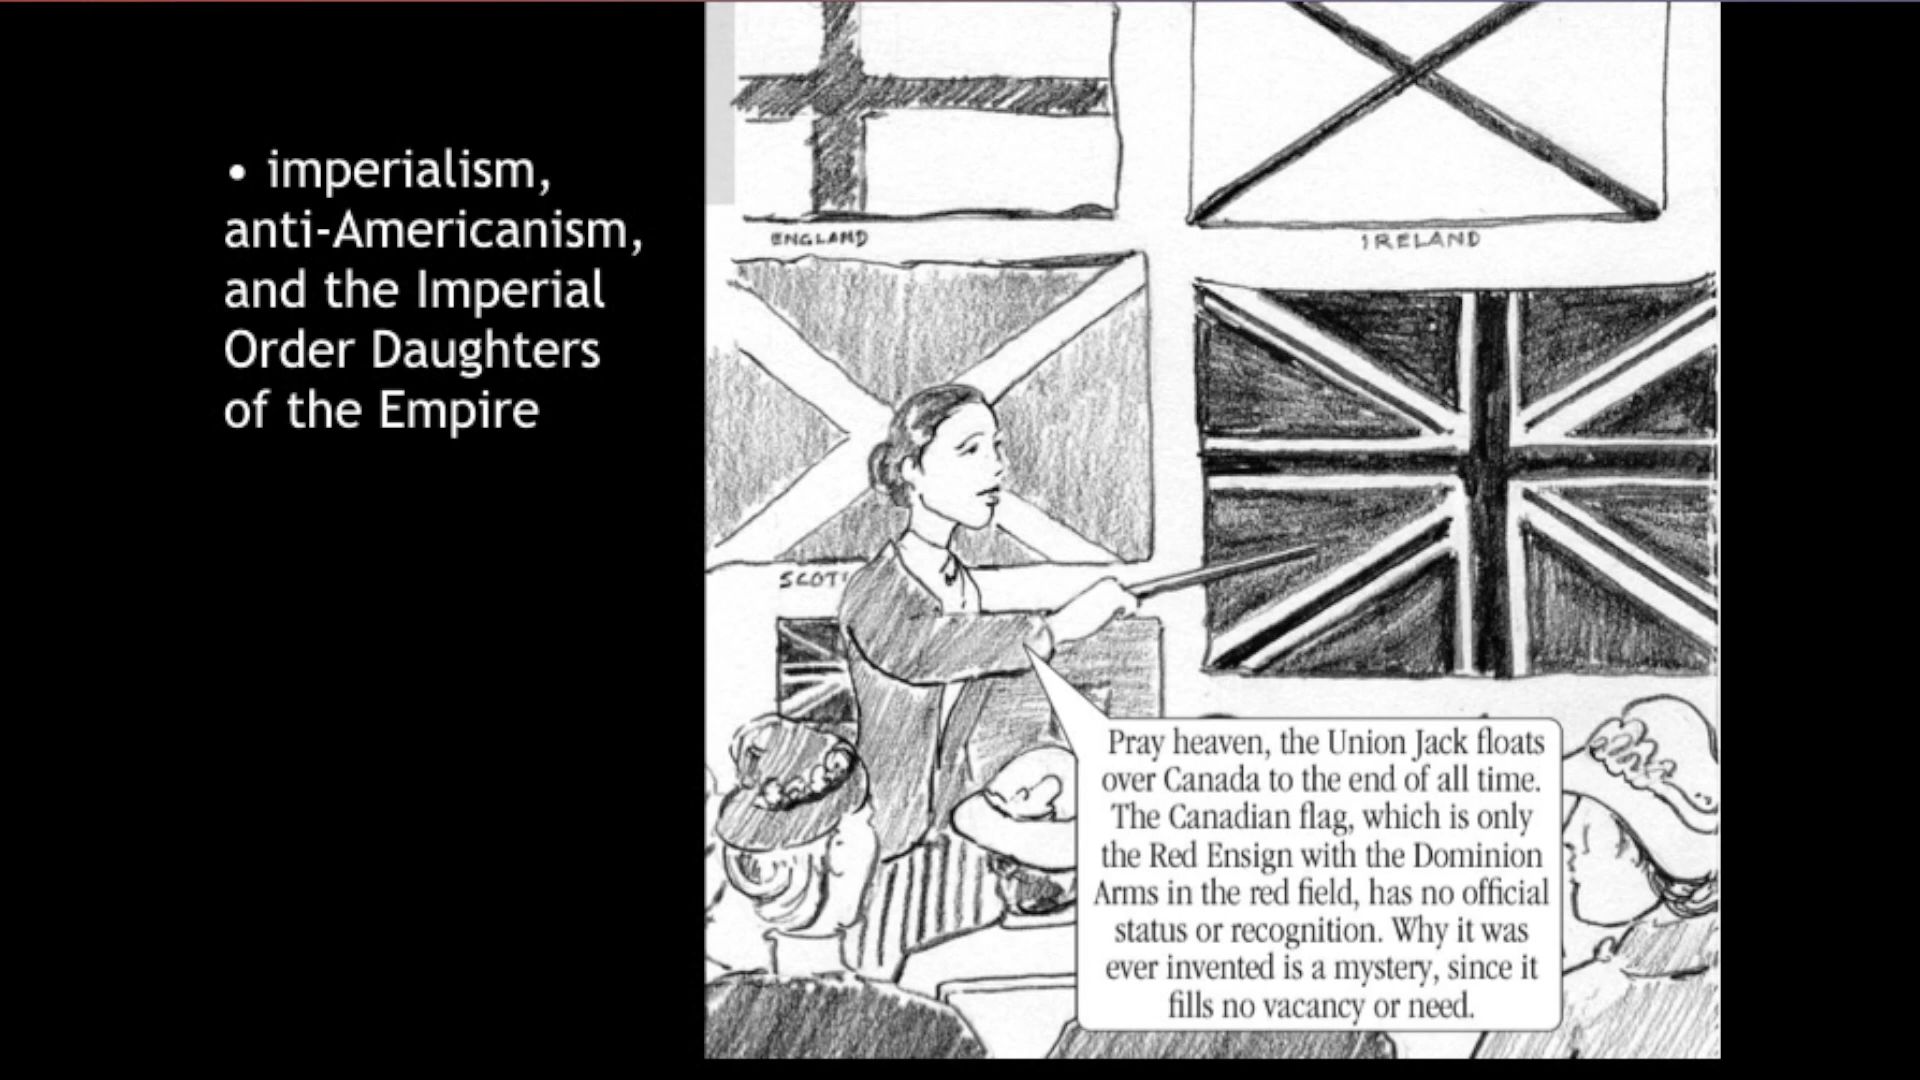 • imperialism,
anti-Americanism,
and the Imperial
Order Daughters
of the Empire
ENGLAND
IRELAND
SCOT
Pray heaven, the Union Jack floats
over Canada to the end of all time.
The Canadian flag, which is only
the Red Ensign with the Dominion
Arms in the red field, has no official
status or recognition. Why it was
ever invented is a mystery, since it
fills no vacancy or need.